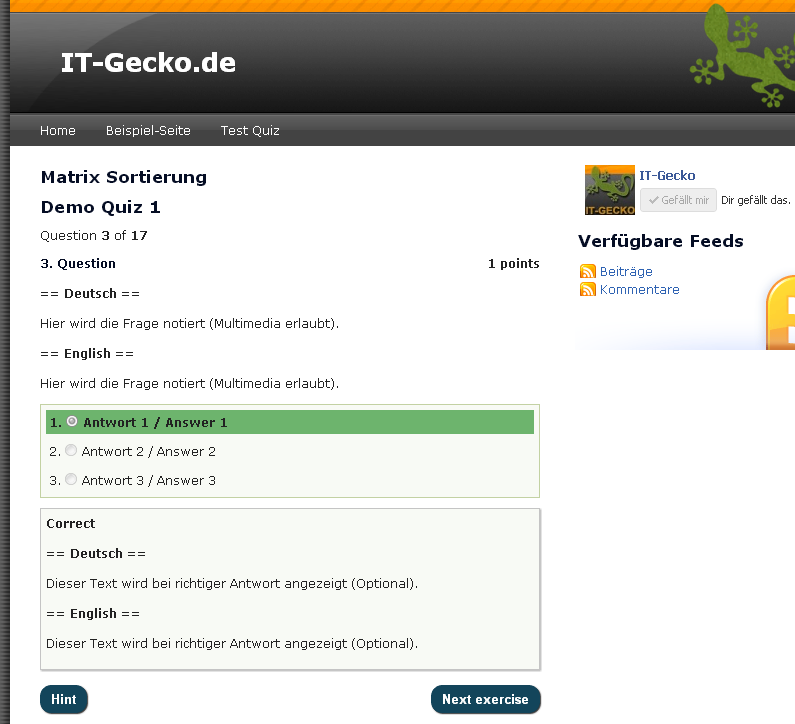 IT-Gecko.de
Home Beispiel-Seite Test Quiz
Matrix Sortierung
Demo Quiz 1
Question 3 of 17
3. Question 1 points
== Deutsch ==
Hier wird die Frage notiert (Multimedia erlaubt).
== English ==
Hier wird die Frage notiert (Multimedia erlaubt).
1. Antwort 1 / Answer 1
2. Antwort 2 / Answer 2
3. Antwort 3 / Answer 3
Correct
== Deutsch ==
Dieser Text wird bei richtiger Antwort angezeigt (Optional).
== English ==
Dieser Text wird bei richtiger Antwort angezeigt (Optional).
Hint Next exercise
IT-GECKO
IT-Gecko
Gefällt mir Dir gefällt das.
Verfügbare Feeds
Beiträge
Kommentare